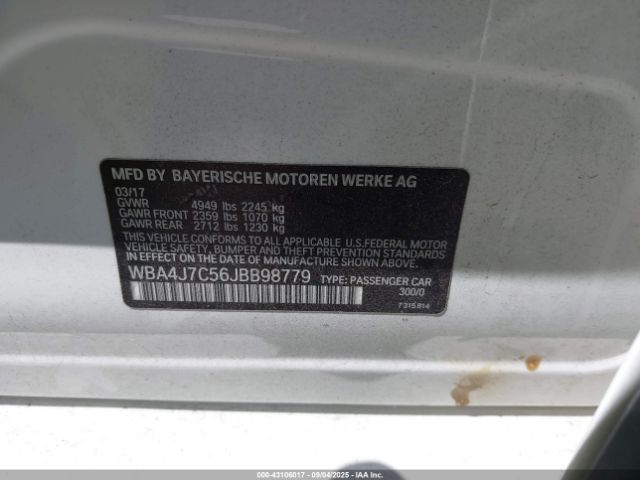 MFD BY BAYERISCHE MOTOREN WERKE AG
03/17
GVWR 4949 lbs 2245 kg
GAWR FRONT 2359 lbs 1070 kg
GAWR REAR 2712 lbs 1230 kg
THIS VEHICLE CONFORMS TO ALL APPLICABLE U.S.FEDERAL MOTOR
VEHICLE SAFETY, BUMPER AND THEFT PREVENTION STANDARDS IN
EFFECT ON THE DATE OF MANUFACTURE SHOWN ABOVE.
WBA4J7C56JBB98779 TYPE: PASSENGER CAR
300/0
7315814
000-43106017 - 09/04/2025 - IAAI.COM